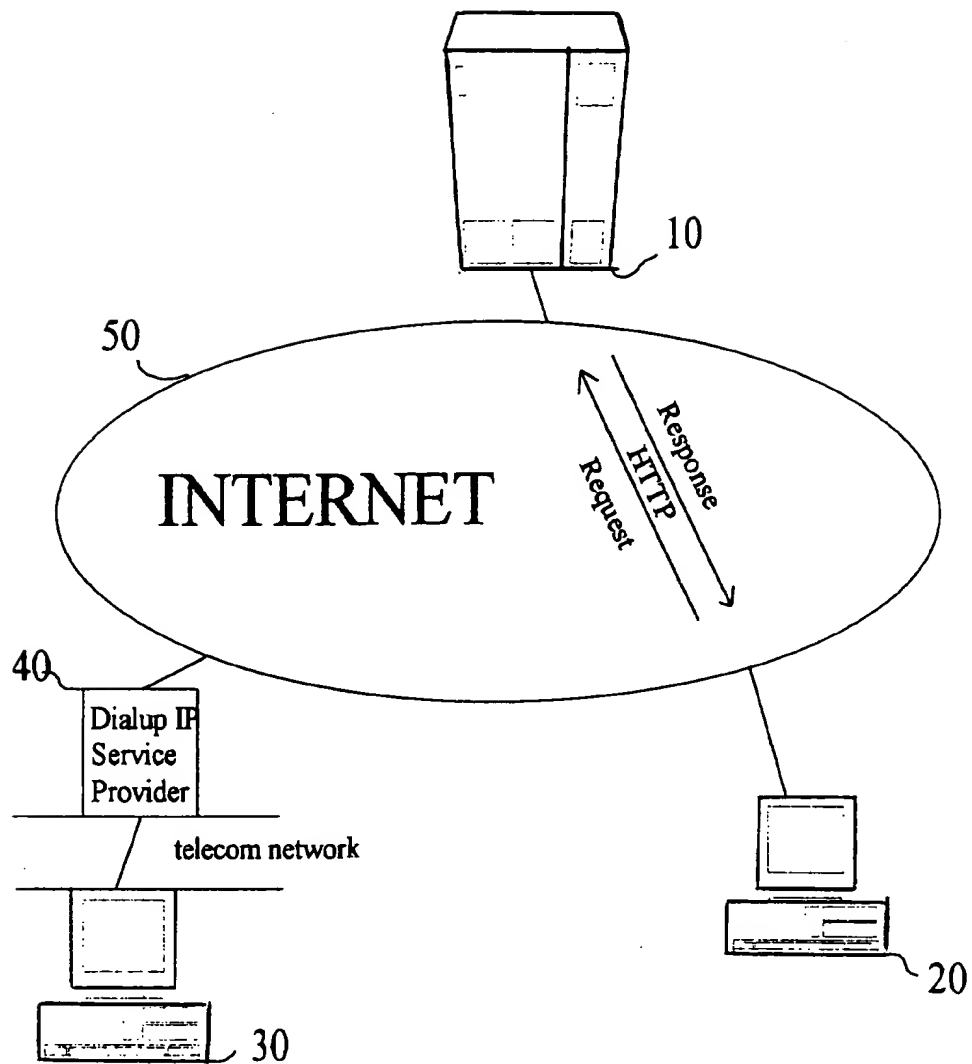 10
50
INTERNET
Response
HTTP
Request
40
Dialup IP
Service
Provider
telecom network
20
30